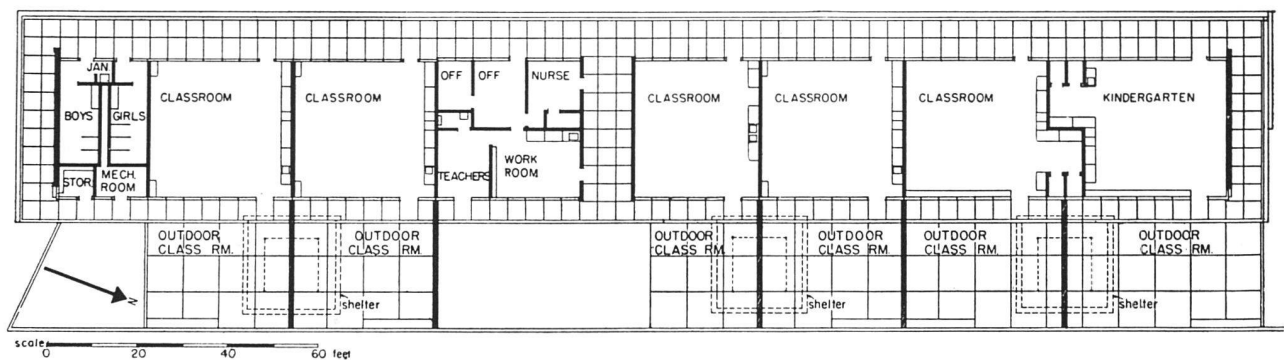 JAN
BOYS
GIRLS
STOR.
MECH.
ROOM
CLASSROOM
CLASSROOM
OFF
OFF
NURSE
TEACHERS
WORK
ROOM
CLASSROOM
CLASSROOM
CLASSROOM
KINDERGARTEN
OUTDOOR
CLASS RM.
OUTDOOR
CLASS RM.
OUTDOOR
CLASS RM.
OUTDOOR
CLASS RM.
OUTDOOR
CLASS RM.
OUTDOOR
CLASS RM.
shelter
shelter
shelter
N
scale
0 20 40 60 feet